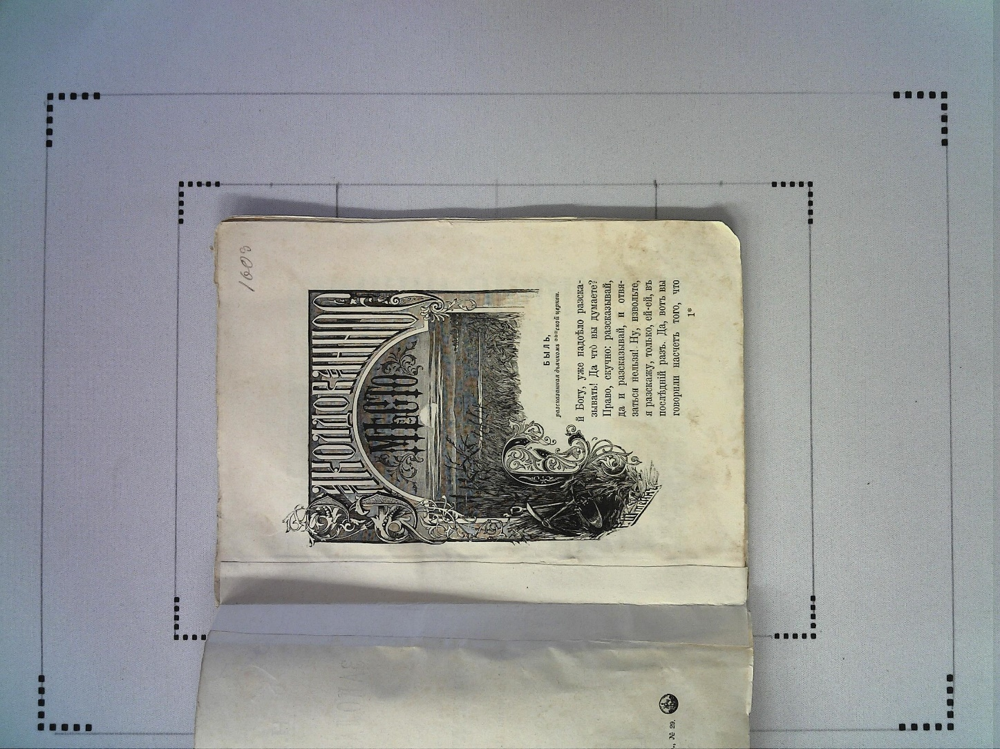 1603
ЗАКОЛДОВАННОЕ
МѢСТО
БЫЛЬ,
разсказанная дьячкомъ ***ской церкви.
й Богу, уже надоѣло разска-
зывать! Да что̀ вы думаете?
Право, скучно: разсказывай,
да и разсказывай, и отвя-
заться нельзя! Ну, извольте,
я разскажу, только, ей-ей, въ
послѣдній разъ. Да, вотъ вы
говорили насчетъ того, что
1*
№ 29.